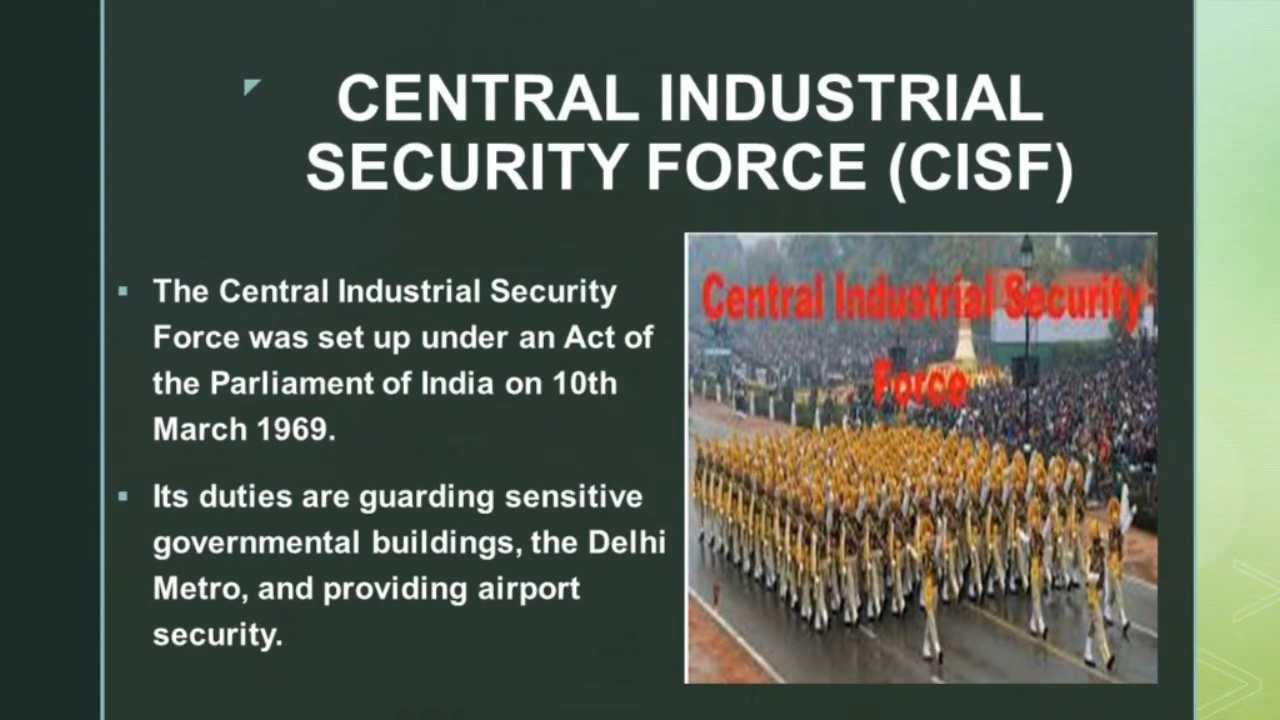 CENTRAL INDUSTRIAL
SECURITY FORCE (CISF)
▪ The Central Industrial Security
Force was set up under an Act of
the Parliament of India on 10th
March 1969.
▪ Its duties are guarding sensitive
governmental buildings, the Delhi
Metro, and providing airport
security.
Central Industrial Security
Force